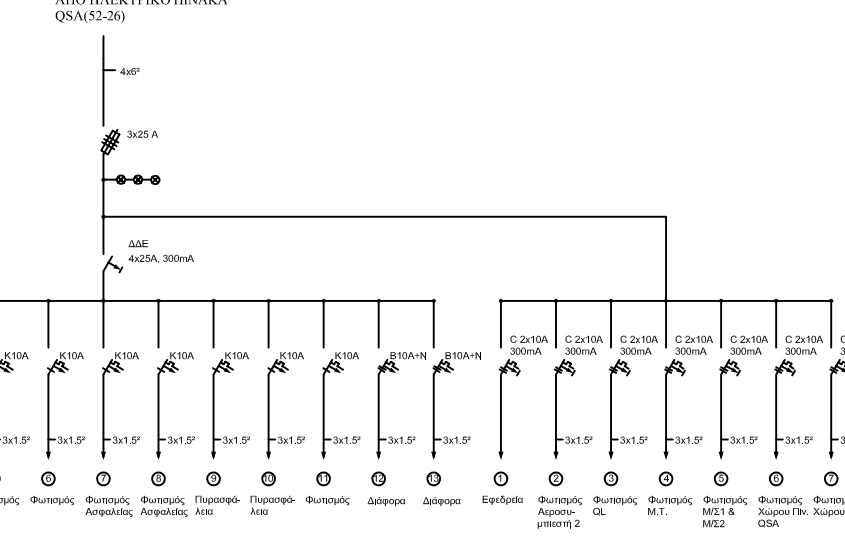 ΑΠΟ ΗΛΕΚΤΡΙΚΟ ΠΙΝΑΚΑ
QSA(52-26)
4x6²
3x25 A
ΔΔΕ
4x25A, 300mA
K10A K10A K10A K10A K10A K10A K10A B10A+N B10A+N
C 2x10A C 2x10A C 2x10A C 2x10A C 2x10A C 2x10A
300mA 300mA 300mA 300mA 300mA 300mA
3x1.5² 3x1.5² 3x1.5² 3x1.5² 3x1.5² 3x1.5² 3x1.5² 3x1.5² 3x1.5² 3x1.5² 3x1.5² 3x1.5² 3x1.5² 3x1.5²
6 7 8 9 10 11 12 13 1 2 3 4 5 6 7
Φωτισμός
Φωτισμός
Ασφαλείας
Φωτισμός
Ασφαλείας
Πυρασφά-
λεια
Πυρασφά-
λεια
Φωτισμός
Διάφορα
Διάφορα
Εφεδρεία
Φωτισμός
Αεροσυ-
μπιεστή 2
Φωτισμός
QL
Φωτισμός
Μ.Τ.
Φωτισμός
Μ/Σ1 &
Μ/Σ2
Φωτισμός
Χώρου Πιν.
QSA
Χώρου